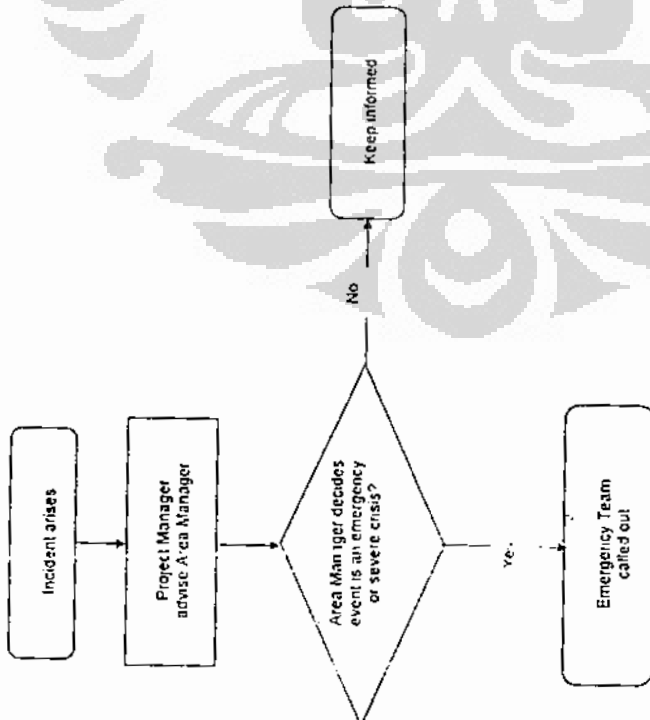 Incident arises
Project Manager
advise Area Manager
Area Manager decides
event is an emergency
or severe crisis?
No
Keep informed
Yes
Emergency Team
called out